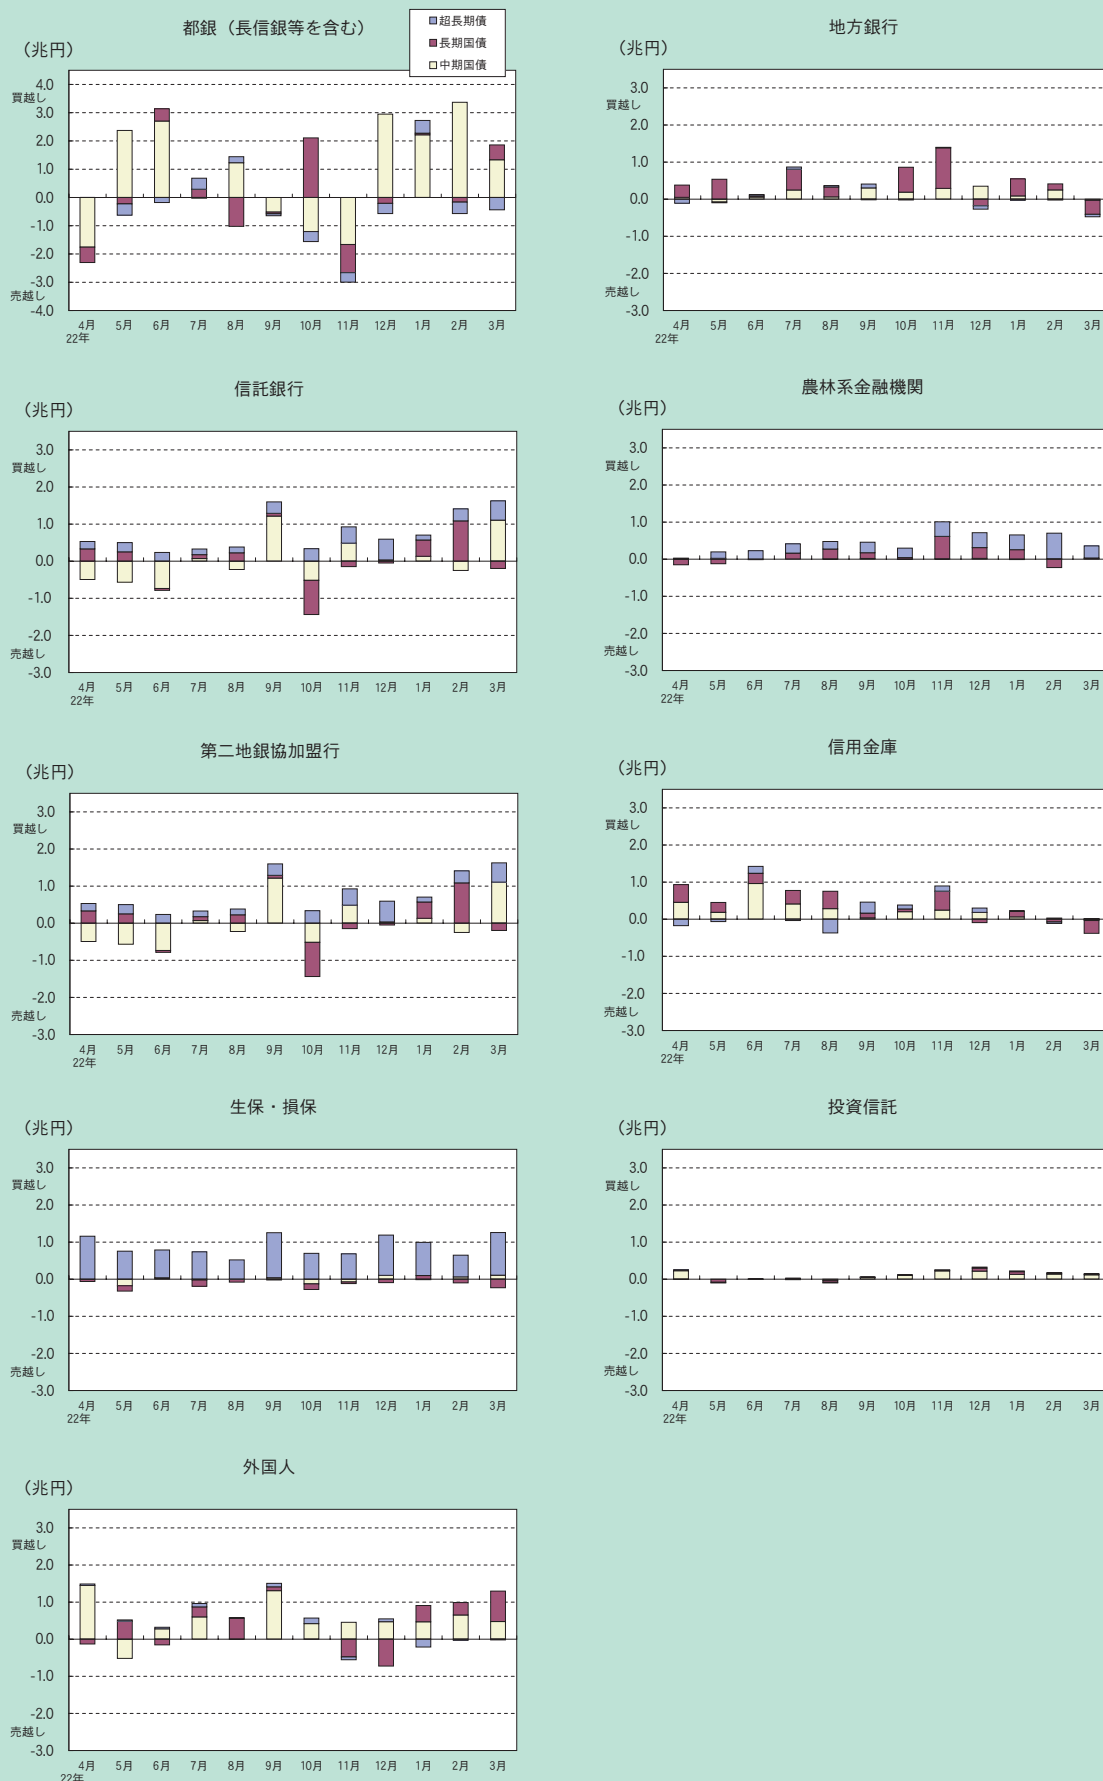 都銀（長信銀等を含む）
超長期債
長期国債
中期国債
（兆円）
4.0
買越し
3.0
2.0
1.0
0.0
-1.0
-2.0
-3.0
売越し
-4.0
4月 5月 6月 7月 8月 9月 10月 11月 12月 1月 2月 3月
22年
地方銀行
（兆円）
3.0
買越し
2.0
1.0
0.0
-1.0
-2.0
売越し
-3.0
4月 5月 6月 7月 8月 9月 10月 11月 12月 1月 2月 3月
22年
信託銀行
（兆円）
3.0
買越し
2.0
1.0
0.0
-1.0
-2.0
売越し
-3.0
4月 5月 6月 7月 8月 9月 10月 11月 12月 1月 2月 3月
22年
農林系金融機関
（兆円）
3.0
買越し
2.0
1.0
0.0
-1.0
-2.0
売越し
-3.0
4月 5月 6月 7月 8月 9月 10月 11月 12月 1月 2月 3月
22年
第二地銀協加盟行
（兆円）
3.0
買越し
2.0
1.0
0.0
-1.0
-2.0
売越し
-3.0
4月 5月 6月 7月 8月 9月 10月 11月 12月 1月 2月 3月
22年
信用金庫
（兆円）
3.0
買越し
2.0
1.0
0.0
-1.0
-2.0
売越し
-3.0
4月 5月 6月 7月 8月 9月 10月 11月 12月 1月 2月 3月
22年
生保・損保
（兆円）
3.0
買越し
2.0
1.0
0.0
-1.0
-2.0
売越し
-3.0
4月 5月 6月 7月 8月 9月 10月 11月 12月 1月 2月 3月
22年
投資信託
（兆円）
3.0
買越し
2.0
1.0
0.0
-1.0
-2.0
売越し
-3.0
4月 5月 6月 7月 8月 9月 10月 11月 12月 1月 2月 3月
22年
外国人
（兆円）
3.0
買越し
2.0
1.0
0.0
-1.0
-2.0
売越し
-3.0
4月 5月 6月 7月 8月 9月 10月 11月 12月 1月 2月 3月
22年